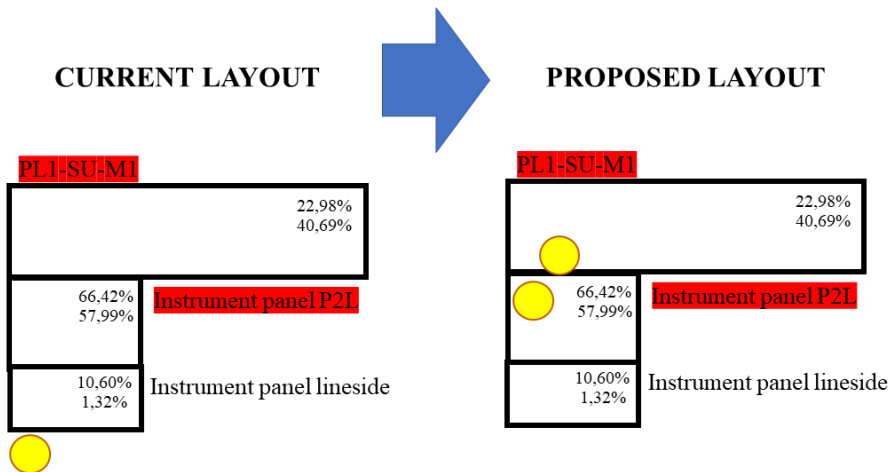 CURRENT LAYOUT
PL1-SU-M1
22,98%
40,69%
66,42%
57,99%
Instrument panel P2L
10,60%
1,32%
Instrument panel lineside
PROPOSED LAYOUT
PL1-SU-M1
22,98%
40,69%
66,42%
57,99%
Instrument panel P2L
10,60%
1,32%
Instrument panel lineside